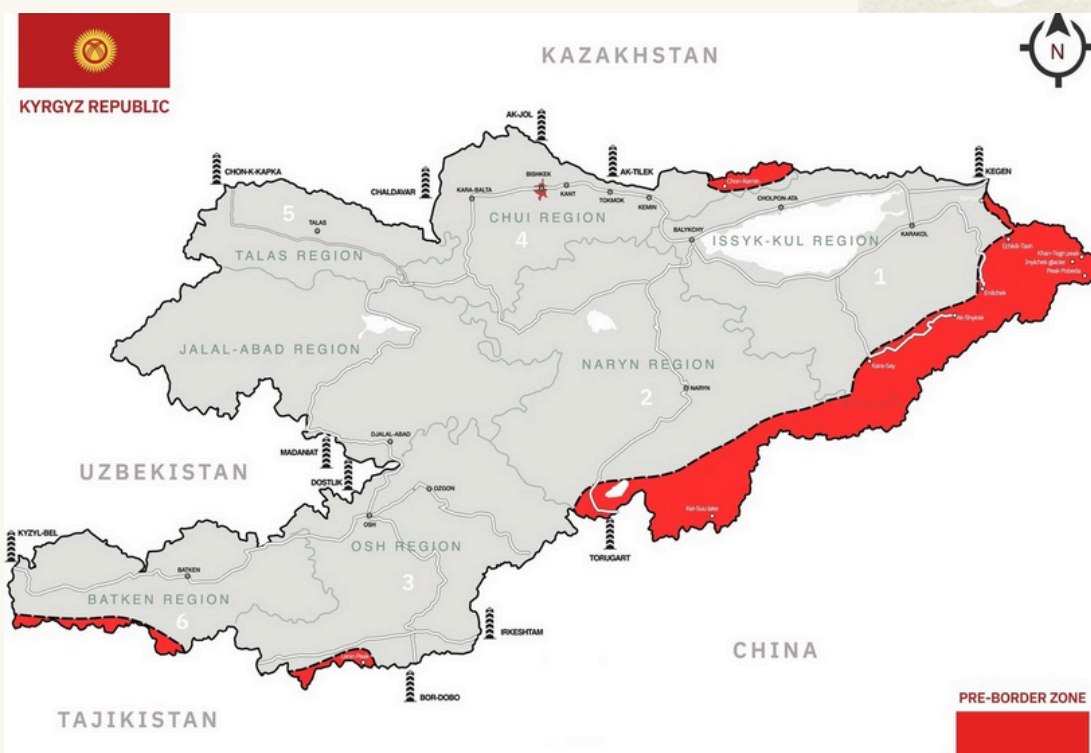 KAZAKHSTAN
N
KYRGYZ REPUBLIC
AK-JOL
CHON-K-KAPKA
CHALDAVAR
AK-TILEK
KEGEN
BISHKEK
KARA-BALTA
KANT
TOKMOK
KEMIN
Chon-Kemin
CHOLPON-ATA
5
TALAS
CHUI REGION
4
BALYKCHY
ISSYK-KUL REGION
KARAKOL
TALAS REGION
Echkili-Tash
Khan-Tegri peak
Inylchek glacier
Peak Pobeda
1
Enilchek
Ak-Shyirak
JALAL-ABAD REGION
NARYN REGION
Kara-Say
2
NARYN
DJALAL-ABAD
MADANIAT
UZBEKISTAN
DOSTLIK
OZGON
OSH
Kel-Suu lake
KYZYL-BEL
OSH REGION
TORUGART
BATKEN
3
BATKEN REGION
6
IRKESHTAM
CHINA
BOR-DOBO
PRE-BORDER ZONE
TAJIKISTAN